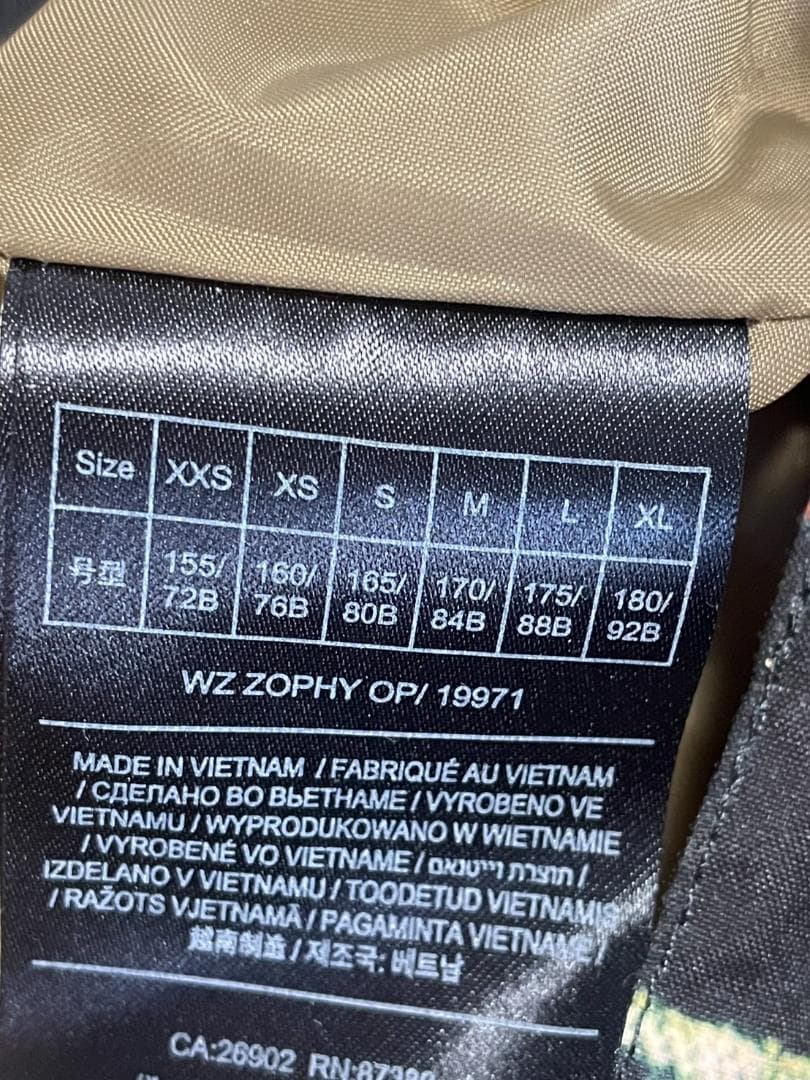 Size XXS XS S M L XL
号型 155/72B 160/76B 165/80B 170/84B 175/88B 180/92B
WZ ZOPHY OP/ 19971
MADE IN VIETNAM / FABRIQUÉ AU VIETNAM
/ СДЕЛАНО ВО ВЬЕТНАМЕ / VYROBENO VE
VIETNAMU / WYPRODUKOWANO W WIETNAMIE
/ VYROBENÉ VO VIETNAME / תוצרת וייטנאם /
IZDELANO V VIETNAMU / TOODETUD VIETNAMIS
/ RAŽOTS VJETNAMĀ / PAGAMINTA VIETNAME /
越南制造 / 제조국: 베트남
CA:26902 RN:87380